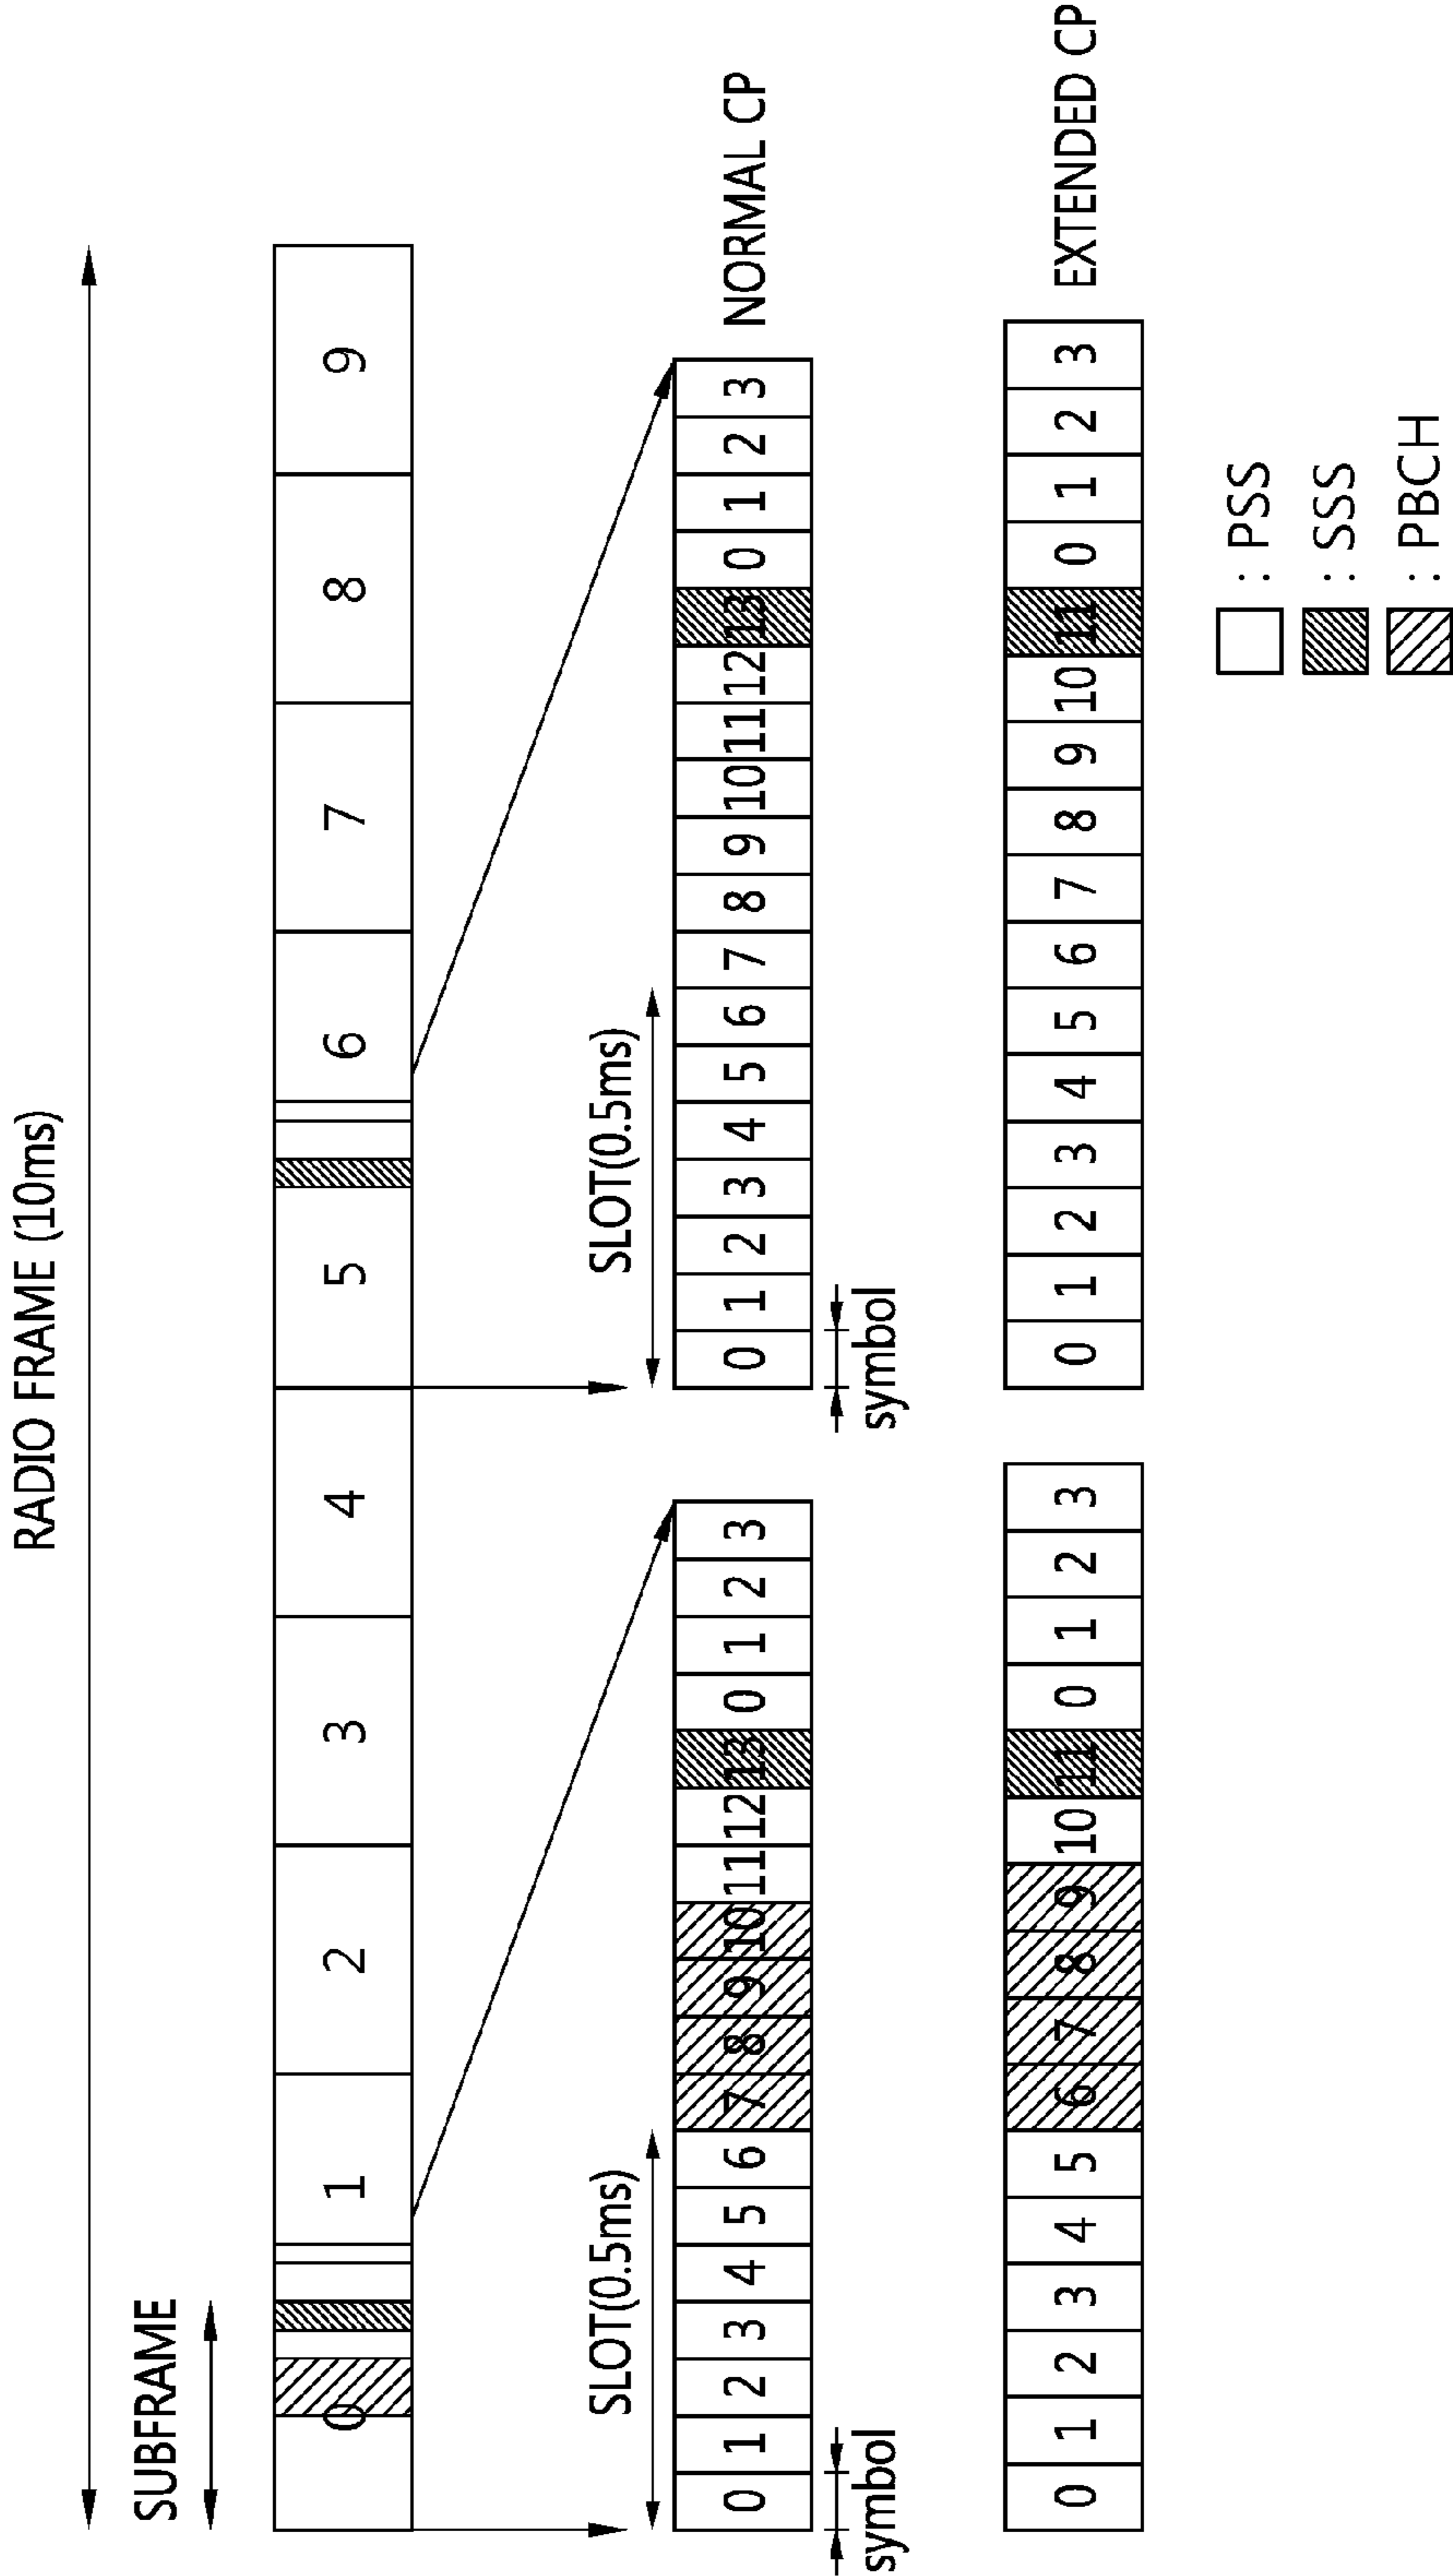 RADIO FRAME (10ms)
SUBFRAME
0 1 2 3 4 5 6 7 8 9
SLOT(0.5ms) SLOT(0.5ms)
0 1 2 3 4 5 6 7 8 9 10 11 12 13 0 1 2 3
0 1 2 3 4 5 6 7 8 9 10 11 12 13 0 1 2 3 NORMAL CP
symbol symbol
0 1 2 3 4 5 6 7 8 9 10 11 0 1 2 3
0 1 2 3 4 5 6 7 8 9 10 11 0 1 2 3 EXTENDED CP
: PSS
: SSS
: PBCH